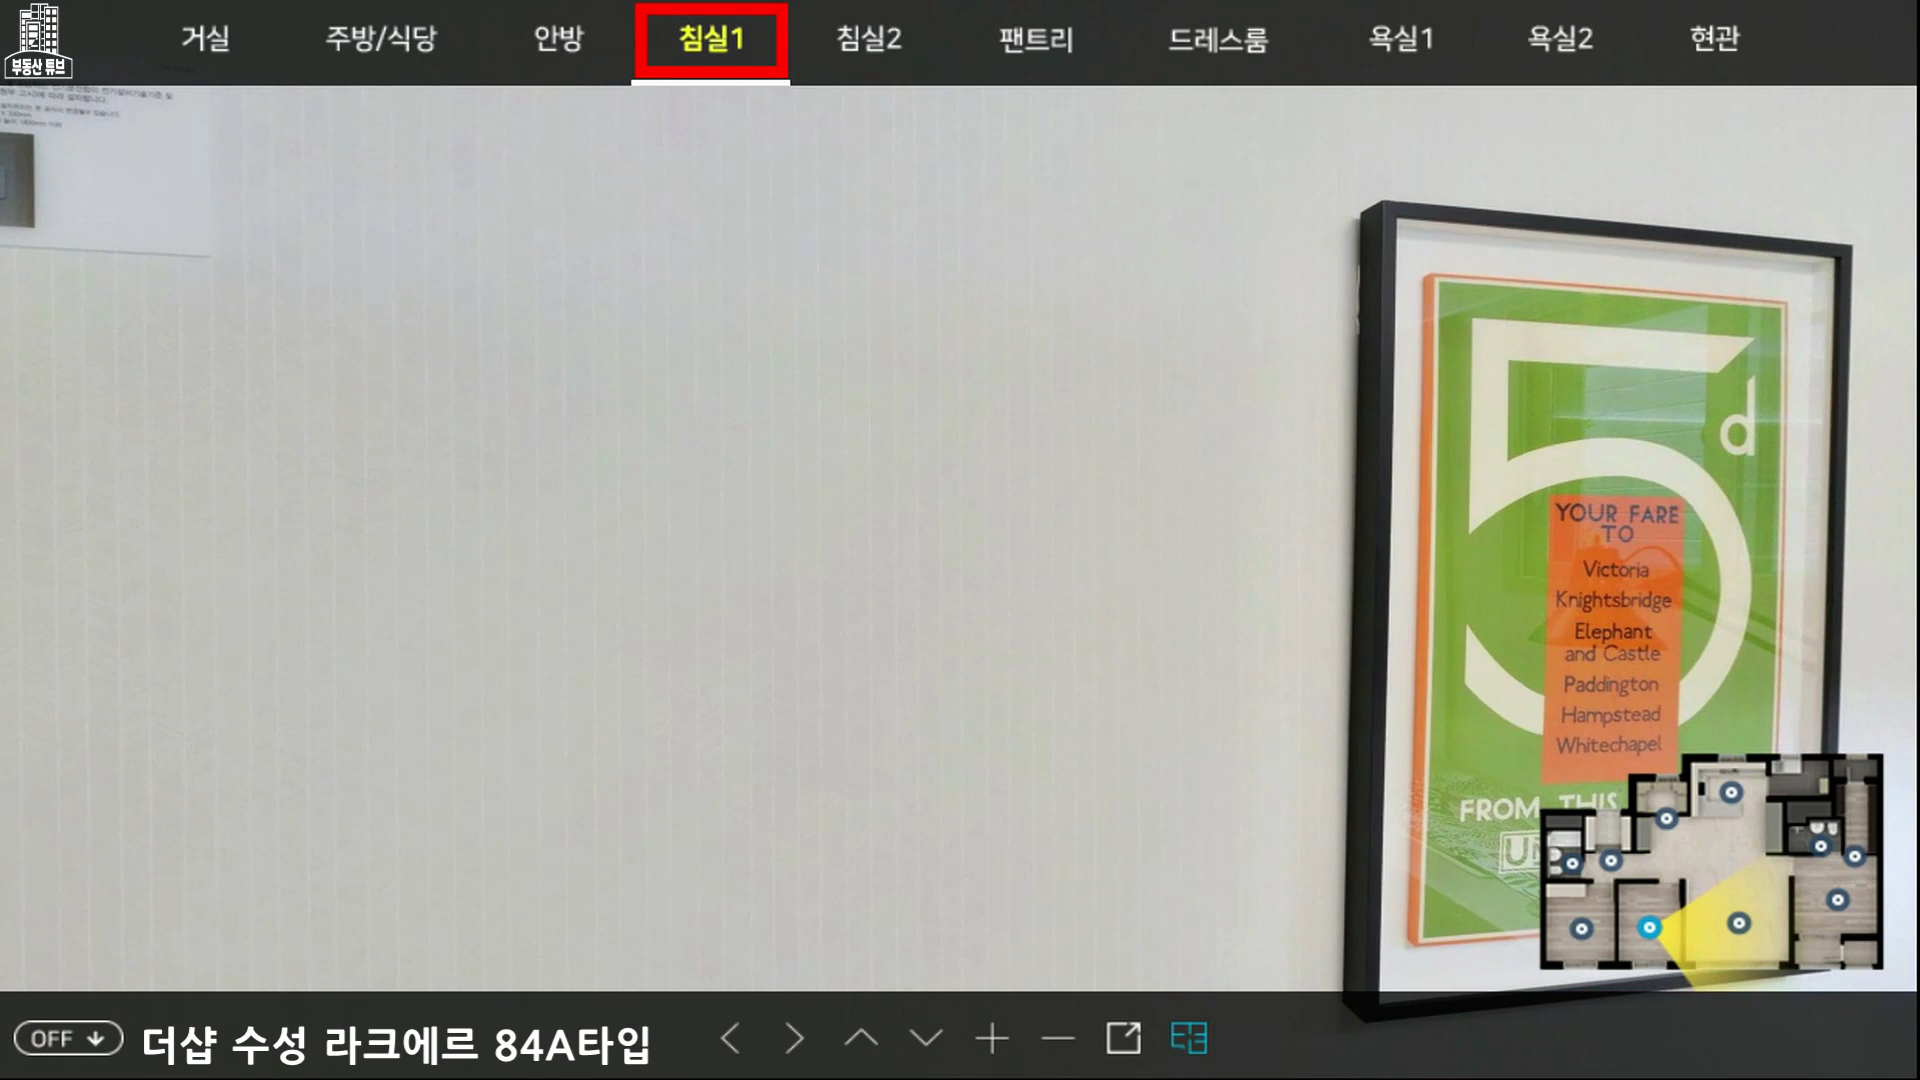 부동산 튜브
거실 주방/식당 안방 침실1 침실2 팬트리 드레스룸 욕실1 욕실2 현관
5d
YOUR FARE
TO
Victoria
Knightsbridge
Elephant
and Castle
Paddington
Hampstead
Whitechapel
FROM THIS
OFF
더샵 수성 라크에르 84A타입